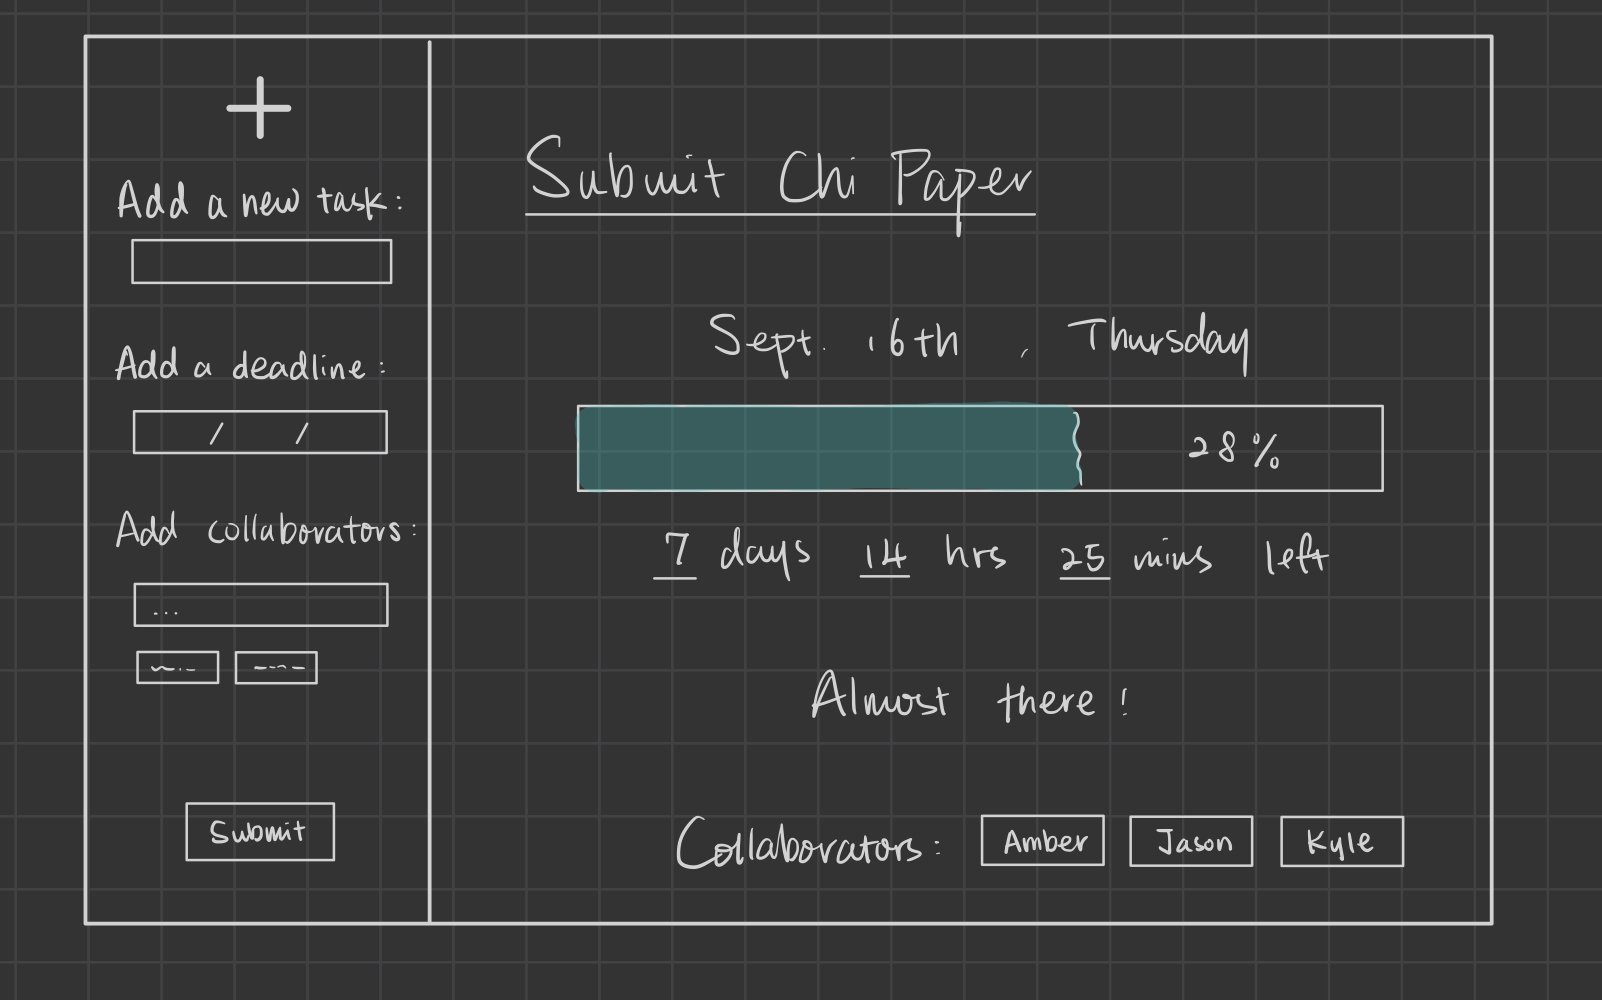 Add a new task:
Add a deadline:
/ /
Add collaborators:
...
Submit
Submit Chi Paper
Sept. 16th , Thursday
28%
7 days 14 hrs 25 mins left
Almost there!
Collaborators: Amber Jason Kyle